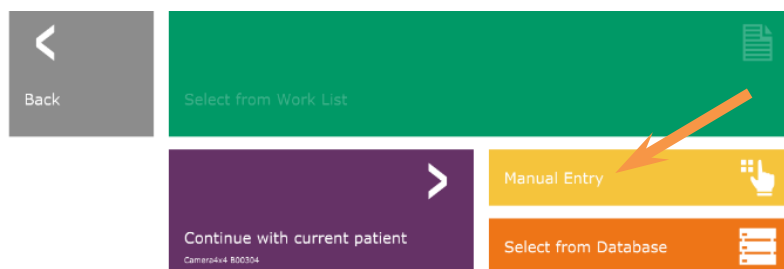 Back
Select from Work List
Manual Entry
Continue with current patient
Camera4x4 B00304
Select from Database